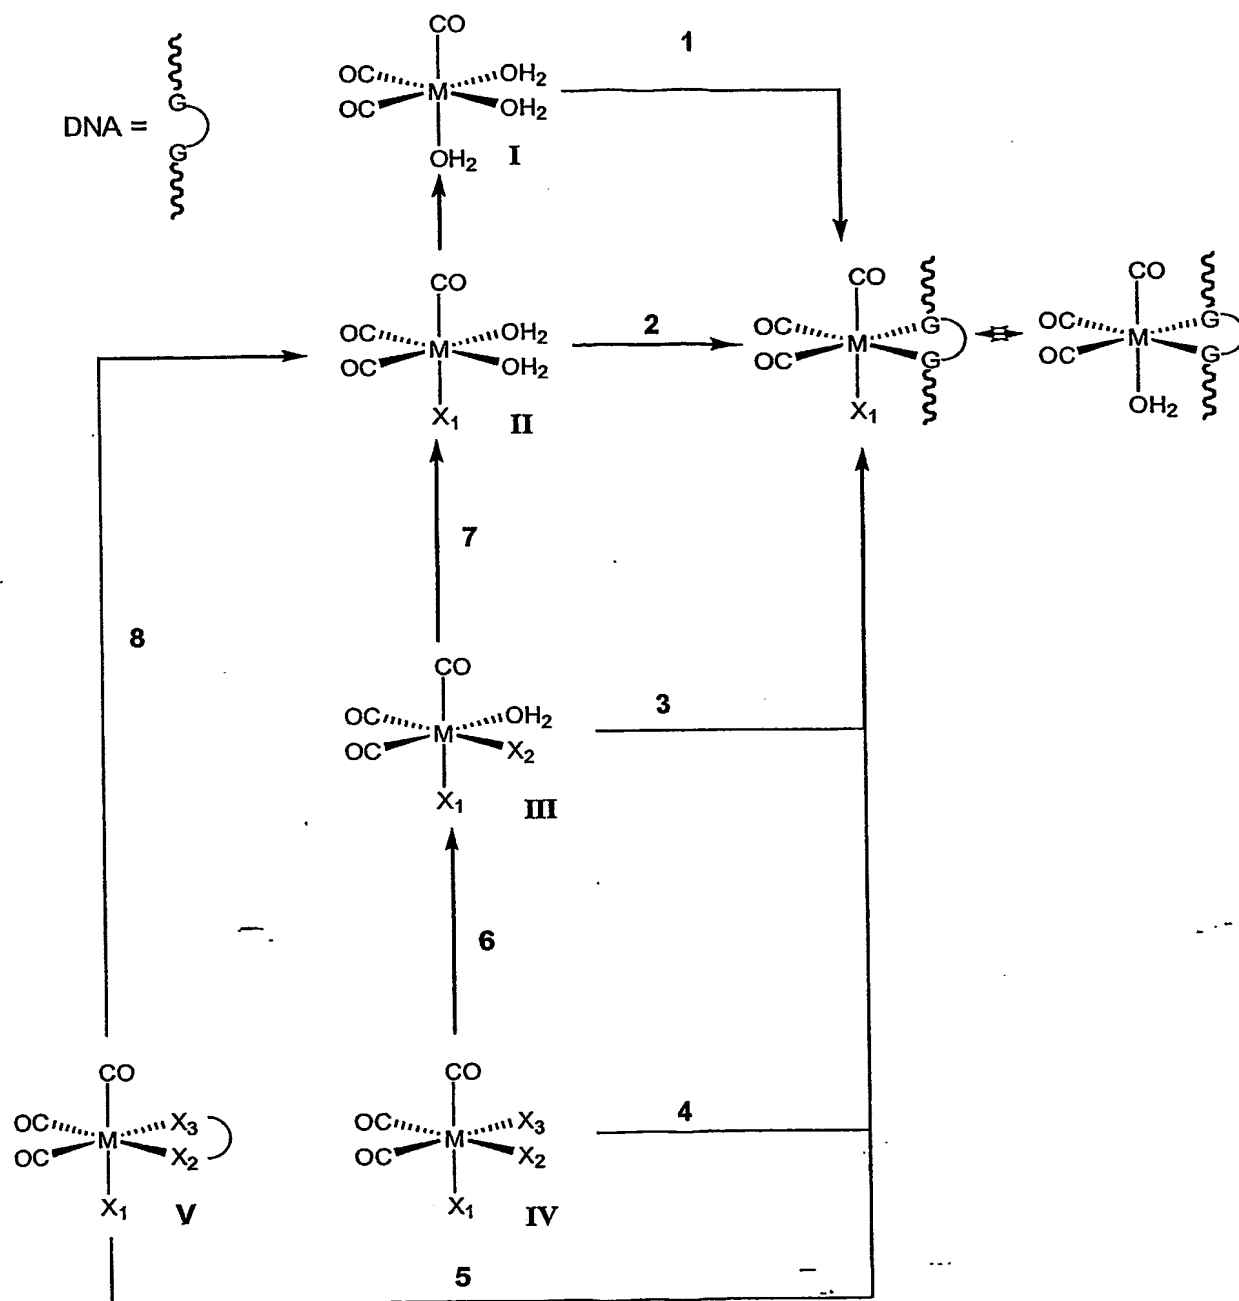 CO
1
OC M OH₂
OC OH₂
OH₂ I
DNA = G
G
CO
OC M OH₂
OC OH₂
X₁ II
2
CO
OC M G
OC G
X₁
CO
OC M G
OC G
OH₂
7
8
CO
OC M OH₂
OC X₂
X₁ III
3
6
CO
OC M X₃
OC X₂
X₁ V
CO
OC M X₃
OC X₂
X₁ IV
4
5